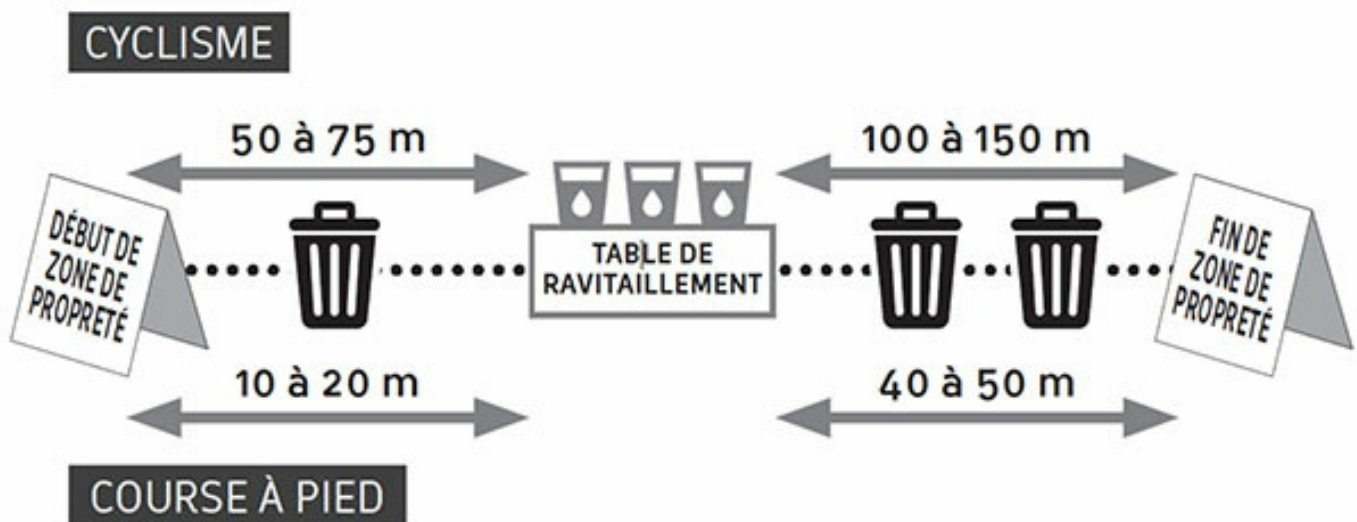 CYCLISME
50 à 75 m
100 à 150 m
DÉBUT DE
ZONE DE
PROPRETÉ
TABLE DE
RAVITAILLEMENT
FIN DE
ZONE DE
PROPRETÉ
10 à 20 m
40 à 50 m
COURSE À PIED